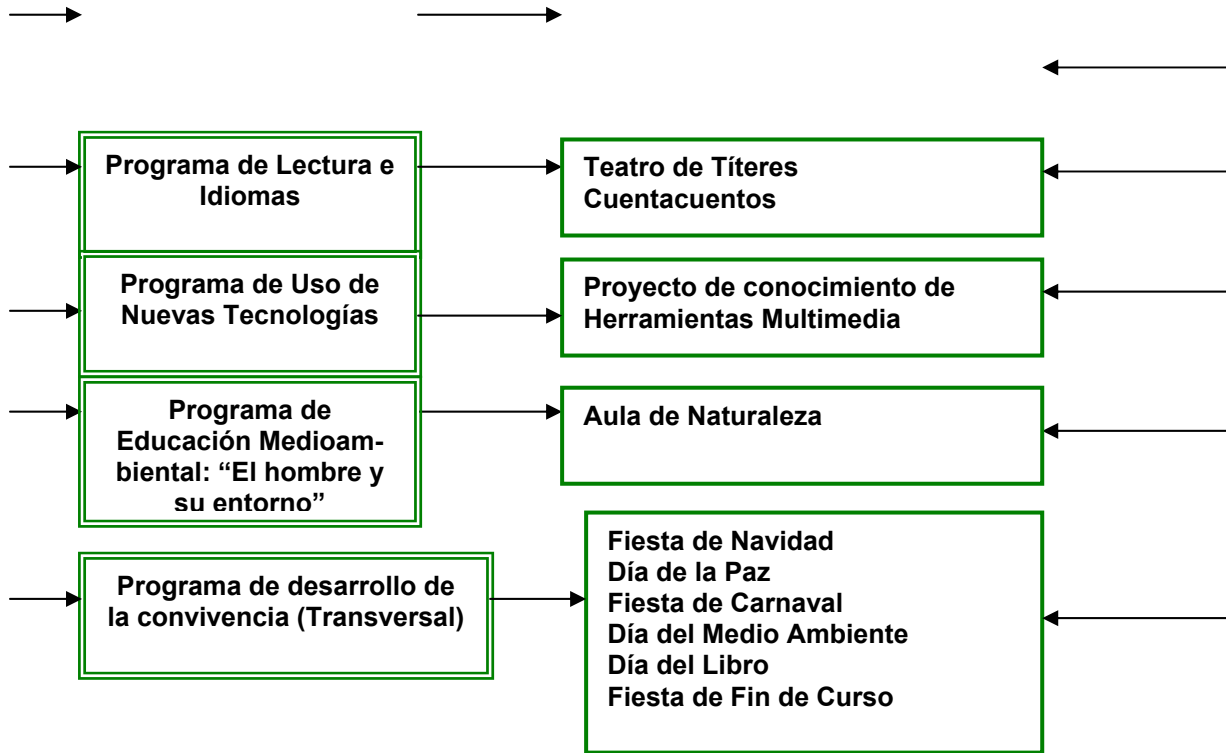 Programa de Lectura e
Idiomas
Teatro de Títeres
Cuentacuentos
Programa de Uso de
Nuevas Tecnologías
Proyecto de conocimiento de
Herramientas Multimedia
Programa de
Educación Medioam-
biental: “El hombre y
su entorno”
Aula de Naturaleza
Programa de desarrollo de
la convivencia (Transversal)
Fiesta de Navidad
Día de la Paz
Fiesta de Carnaval
Día del Medio Ambiente
Día del Libro
Fiesta de Fin de Curso